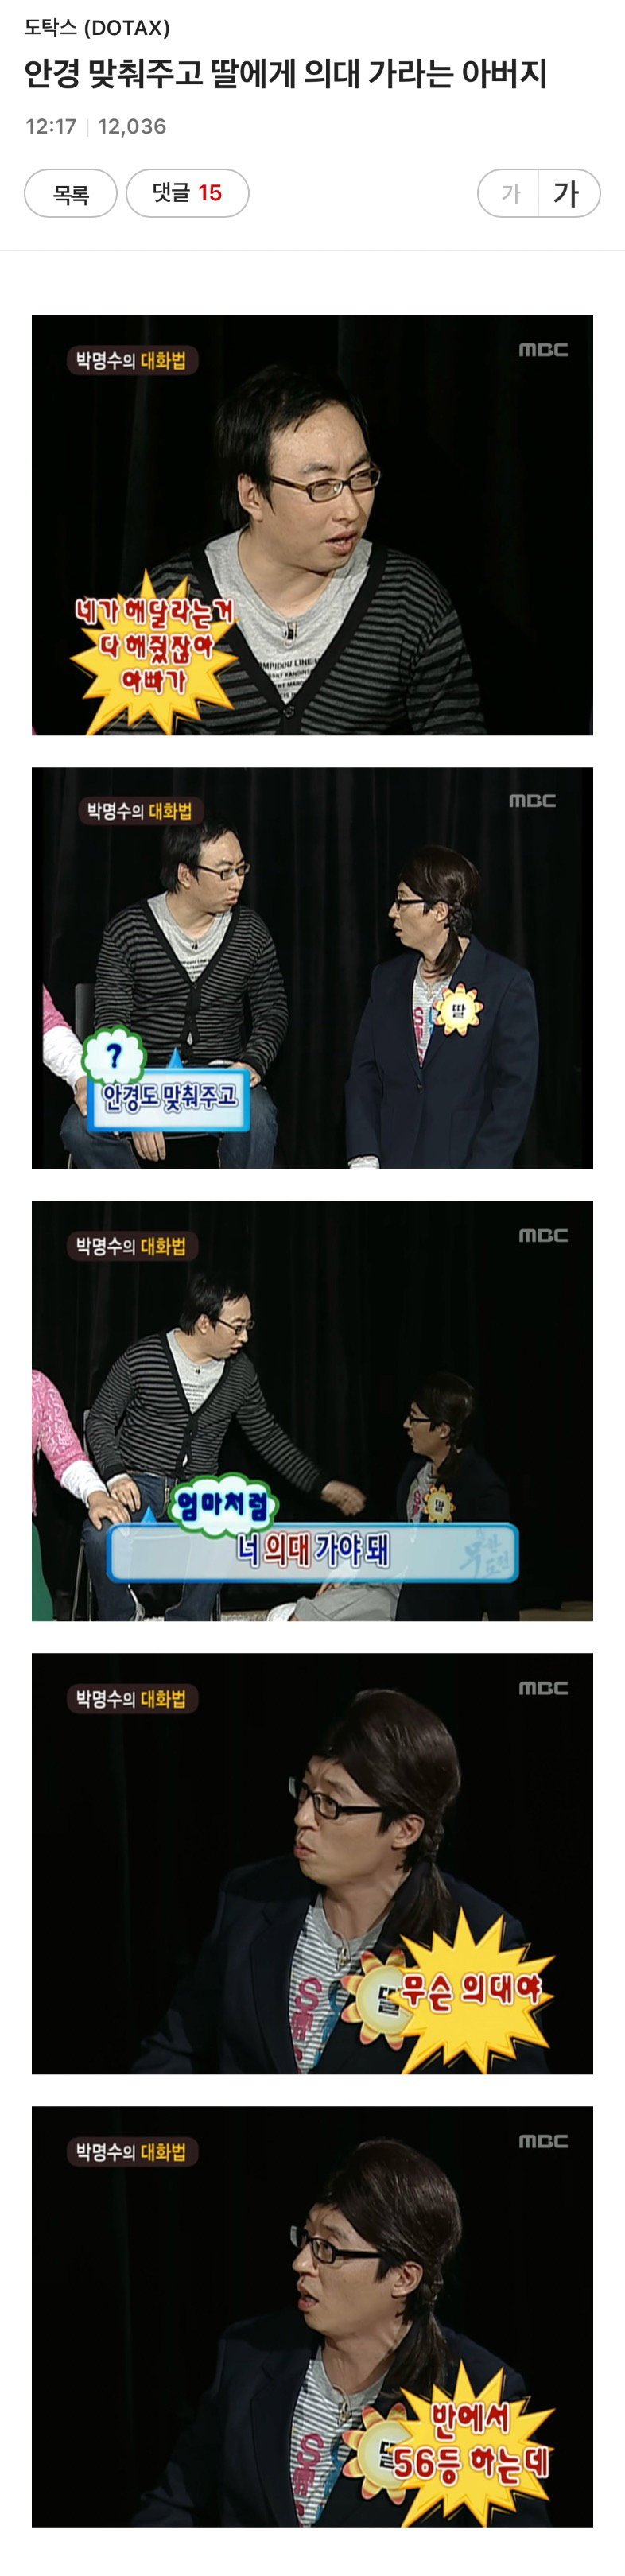 도탁스 (DOTAX)
안경 맞춰주고 딸에게 의대 가라는 아버지
12:17 | 12,036
목록
댓글 15
가 가
박명수의 대화법
MBC
네가 해달라는거
다 해줬잖아
아빠가
박명수의 대화법
MBC
딸
?
안경도 맞춰주고
박명수의 대화법
MBC
딸
엄마처럼
너 의대 가야 돼
무한도전
박명수의 대화법
MBC
딸
무슨 의대야
박명수의 대화법
MBC
딸
반에서
56등 하는데